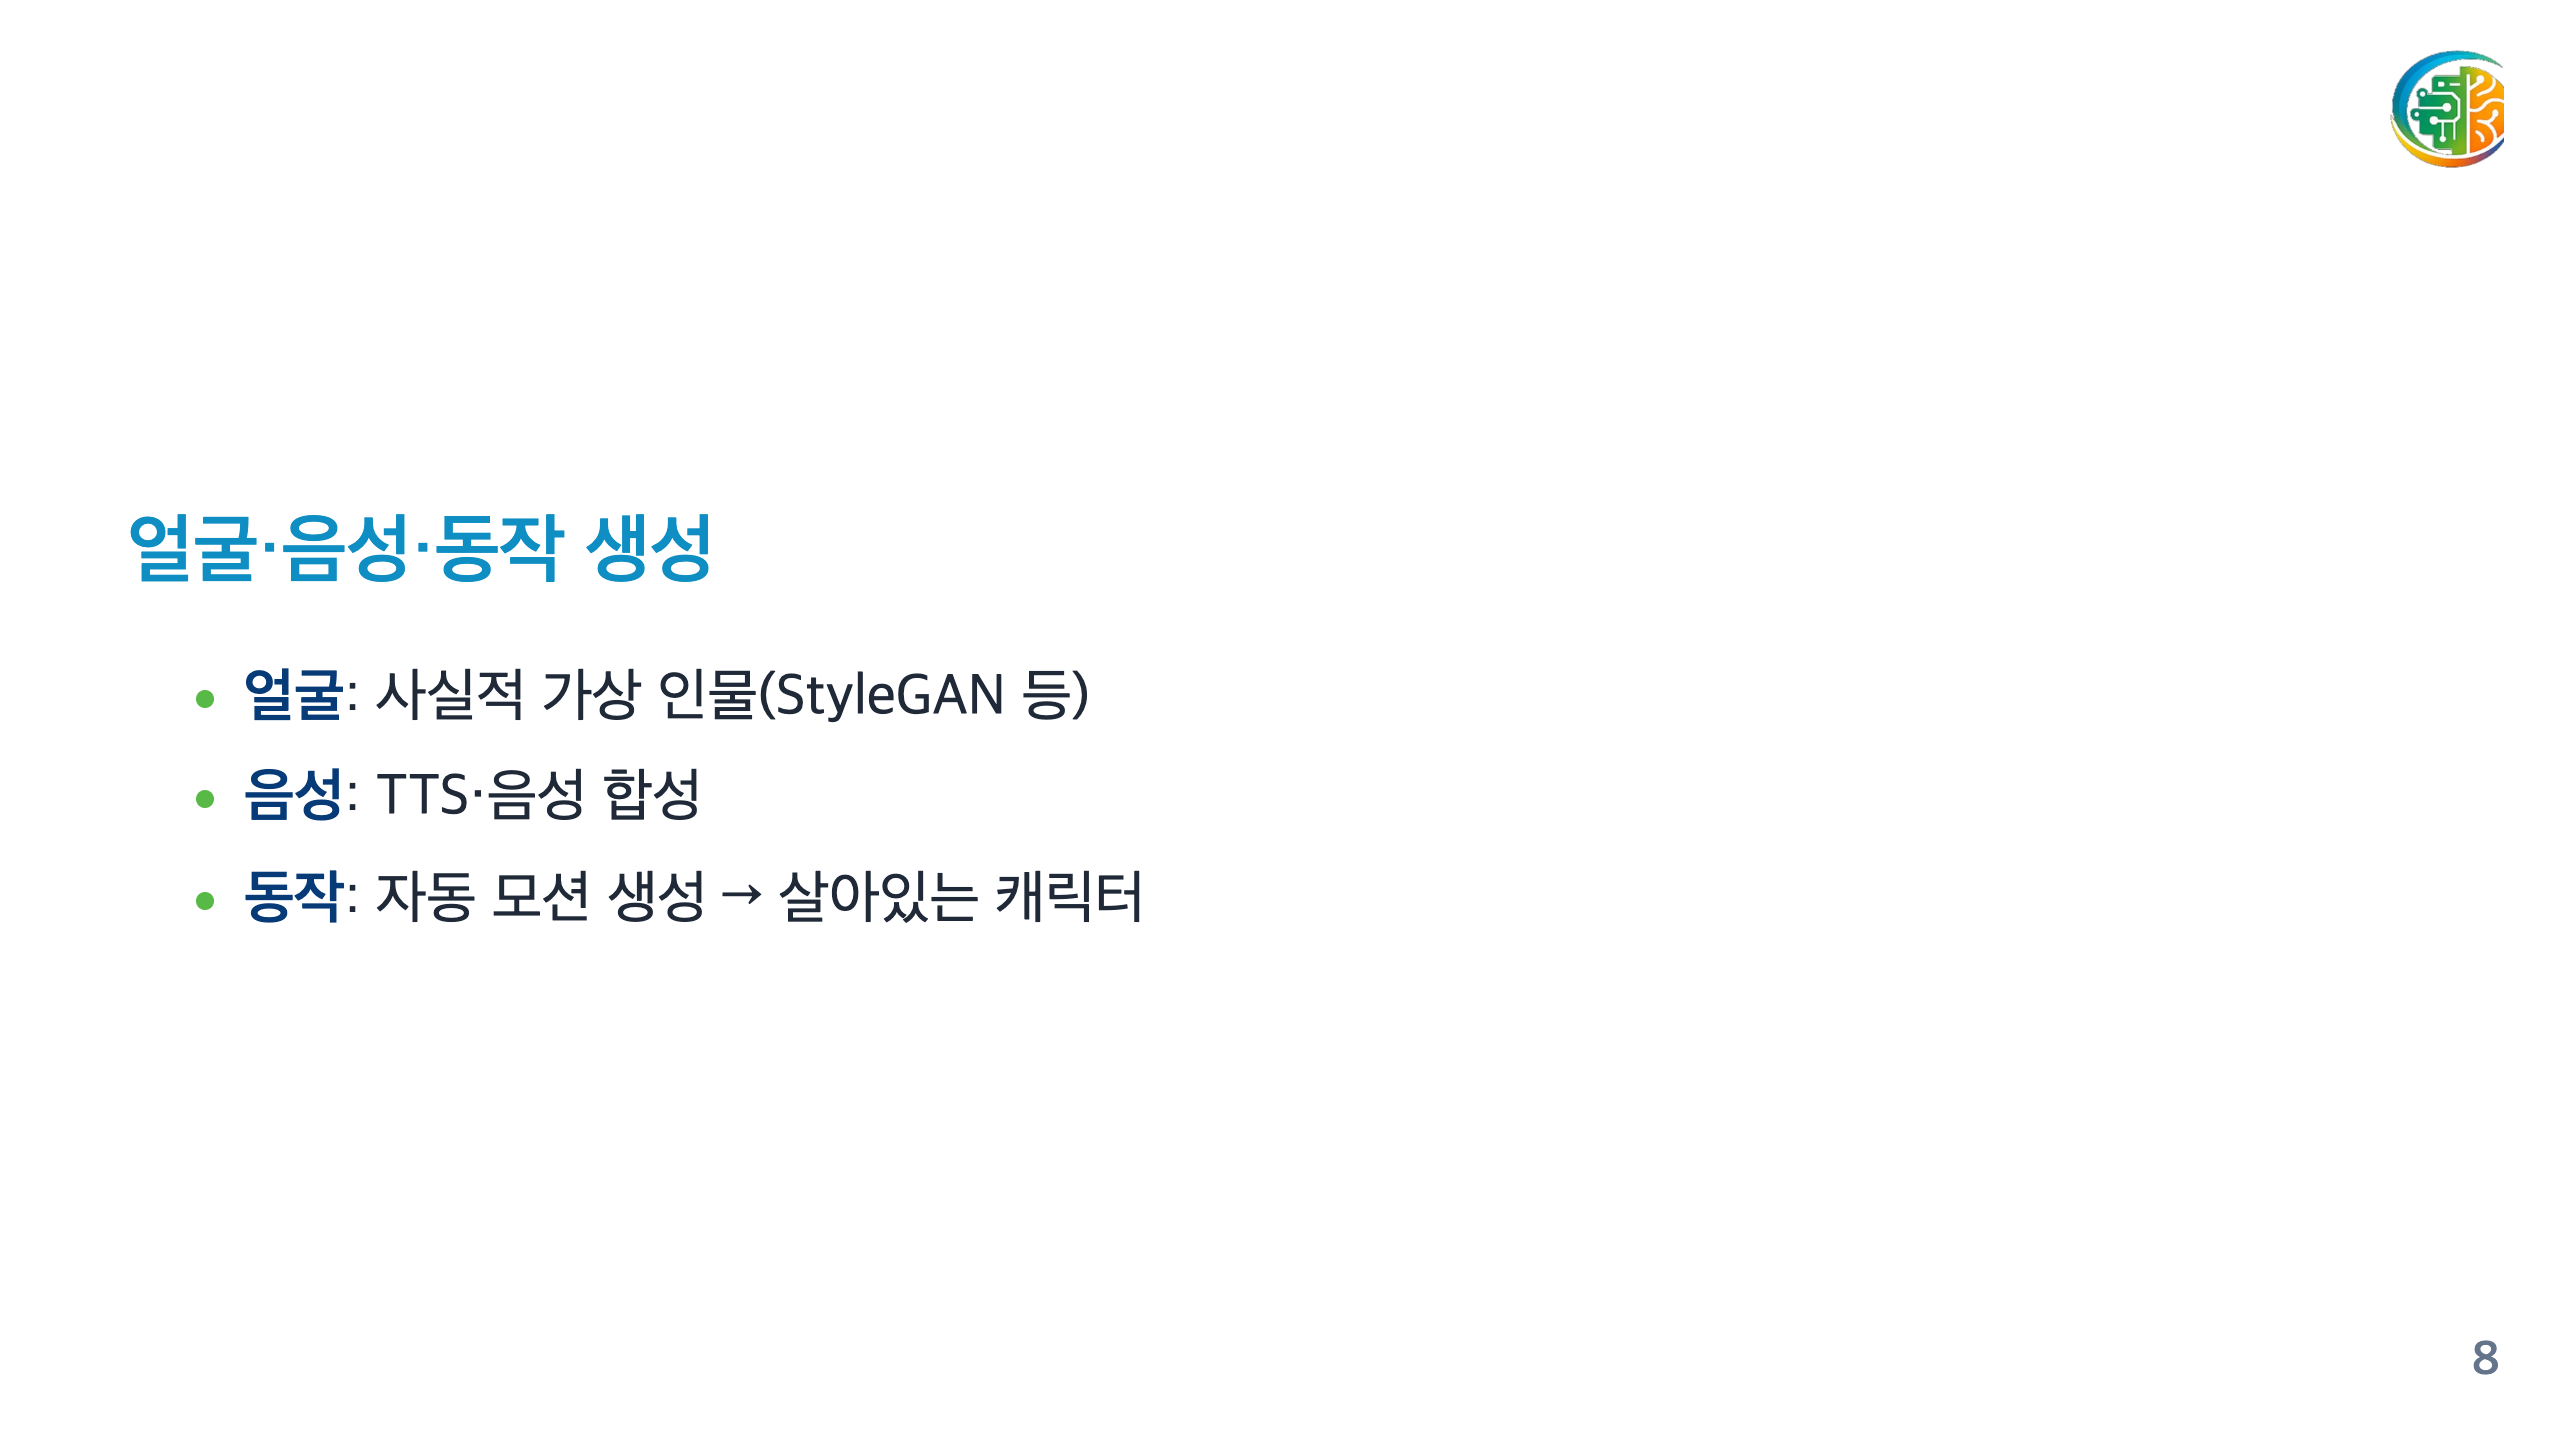 얼굴·음성·동작 생성
• 얼굴: 사실적 가상 인물(StyleGAN 등)
• 음성: TTS·음성 합성
• 동작: 자동 모션 생성 → 살아있는 캐릭터
8